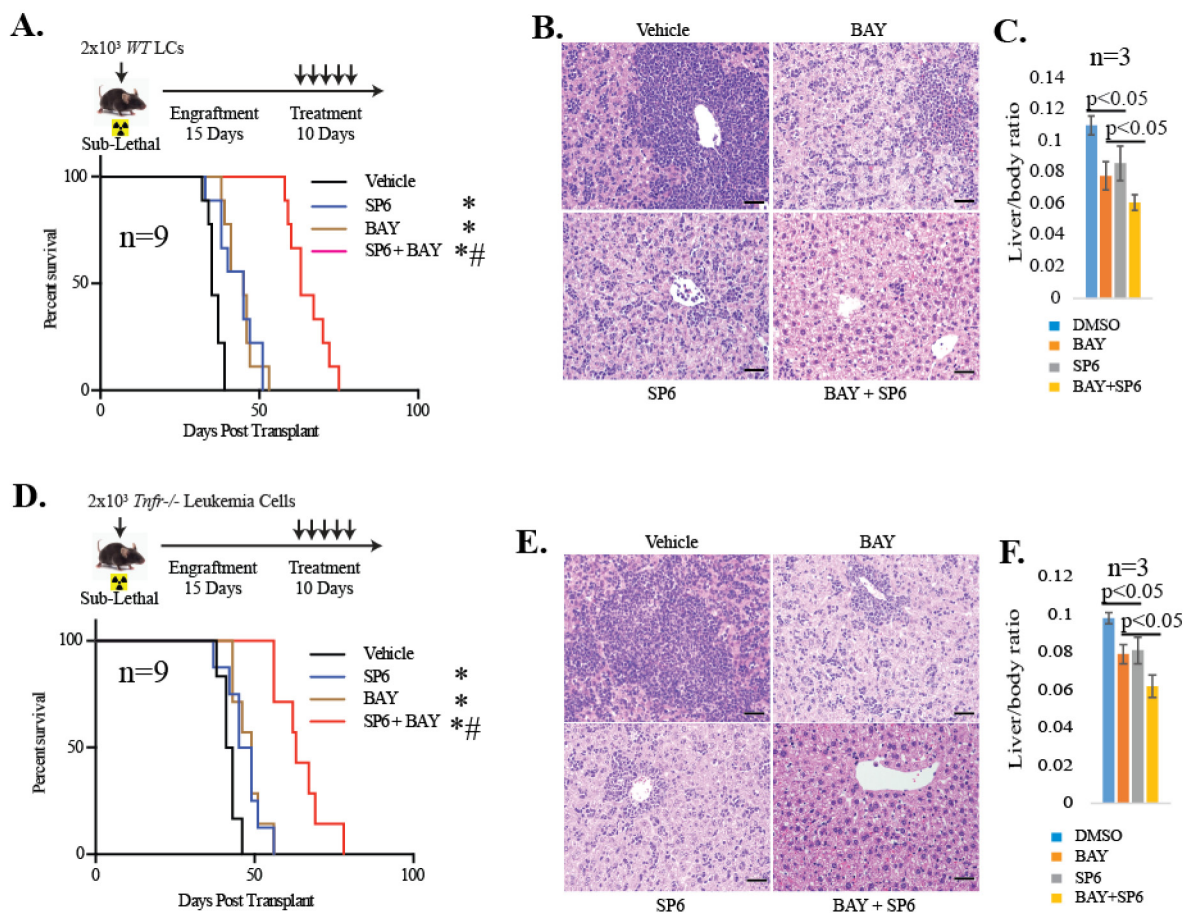 A.
2x10³ WT LCs
Sub-Lethal
Engraftment
15 Days
Treatment
10 Days
Percent survival
100
50
0
n=9
Vehicle
SP6 *
BAY *
SP6 + BAY *#
0 50 100
Days Post Transplant
B.
Vehicle BAY
SP6 BAY + SP6
C.
n=3
p<0.05
p<0.05
Liver/body ratio
0.14
0.12
0.1
0.08
0.06
0.04
0.02
0
DMSO
BAY
SP6
BAY+SP6
D.
2x10³ Tnfr-/- Leukemia Cells
Sub-Lethal
Engraftment
15 Days
Treatment
10 Days
Percent survival
100
50
0
n=9
Vehicle
SP6 *
BAY *
SP6 + BAY *#
0 50 100
Days Post Transplant
E.
Vehicle BAY
SP6 BAY + SP6
F.
n=3
p<0.05
p<0.05
Liver/body ratio
0.12
0.1
0.08
0.06
0.04
0.02
0
DMSO
BAY
SP6
BAY+SP6